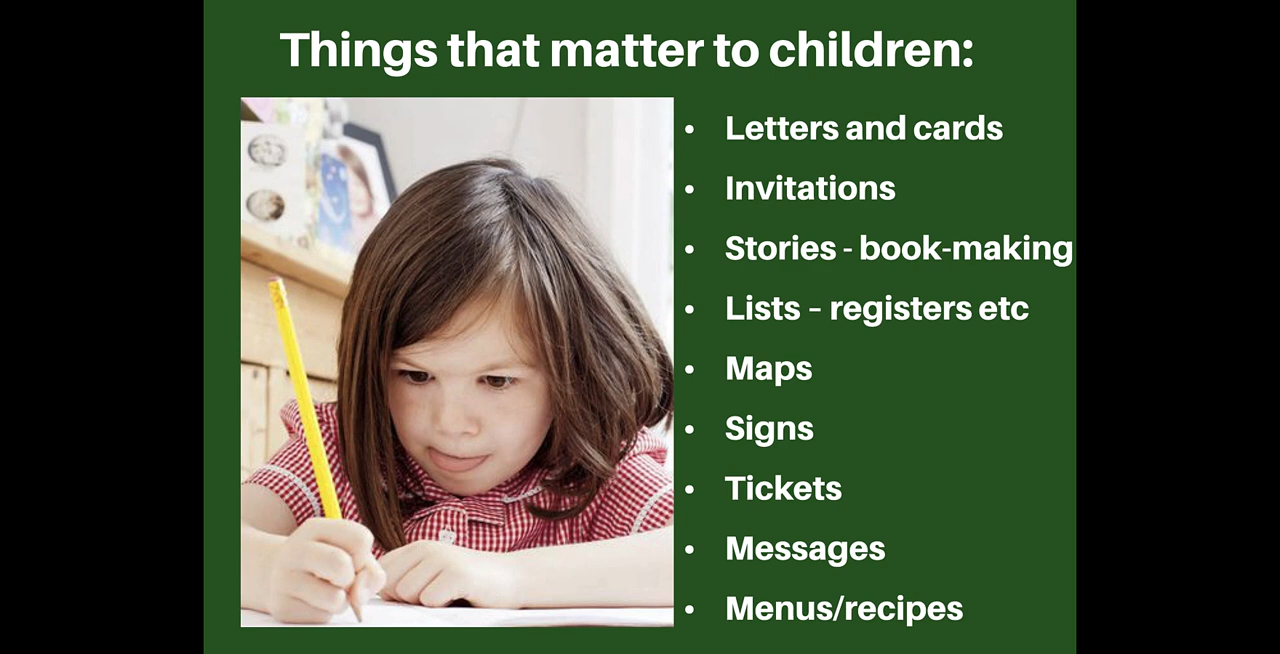 Things that matter to children:
• Letters and cards
• Invitations
• Stories - book-making
• Lists – registers etc
• Maps
• Signs
• Tickets
• Messages
• Menus/recipes